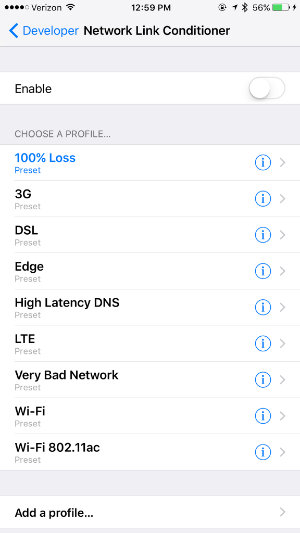 Verizon 12:59 PM 56%
Developer Network Link Conditioner
Enable
CHOOSE A PROFILE...
100% Loss
Preset
3G
Preset
DSL
Preset
Edge
Preset
High Latency DNS
Preset
LTE
Preset
Very Bad Network
Preset
Wi-Fi
Preset
Wi-Fi 802.11ac
Preset
Add a profile...